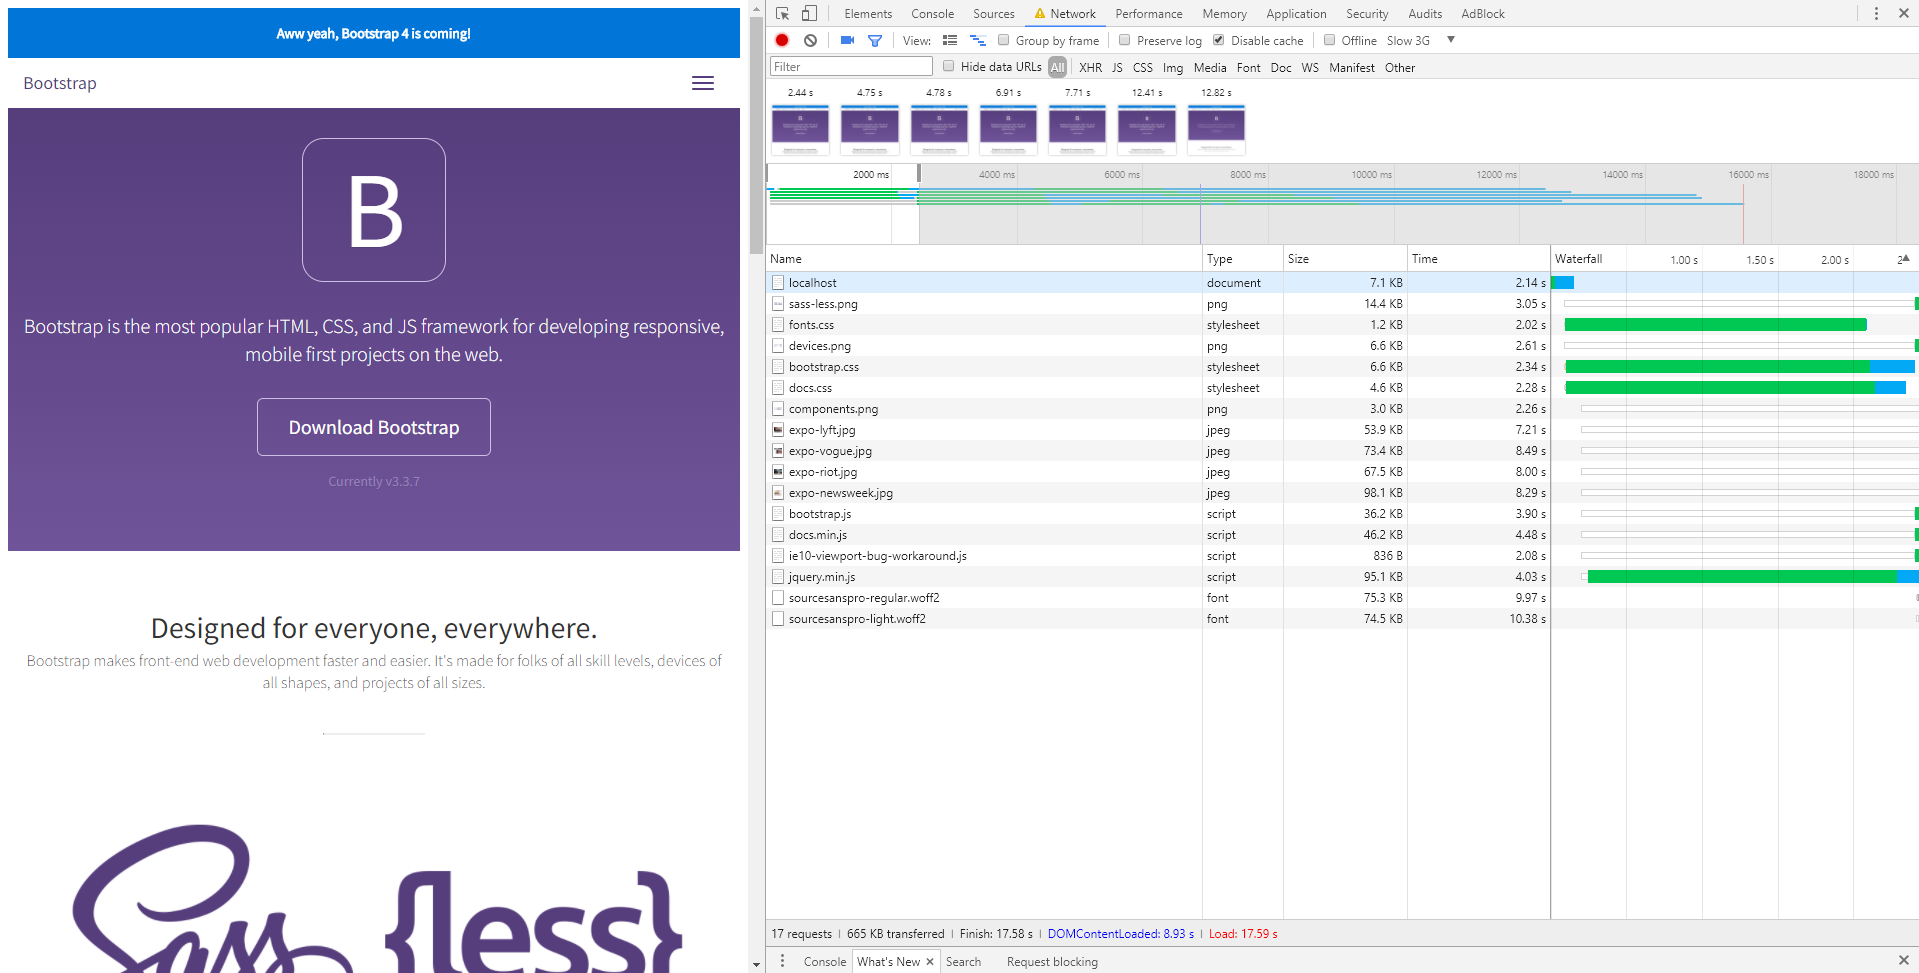 Aww yeah, Bootstrap 4 is coming!
Bootstrap
B
Bootstrap is the most popular HTML, CSS, and JS framework for developing responsive,
mobile first projects on the web.
Download Bootstrap
Currently v3.3.7
Designed for everyone, everywhere.
Bootstrap makes front-end web development faster and easier. It's made for folks of all skill levels, devices of
all shapes, and projects of all sizes.
Sass {less}
Elements Console Sources Network Performance Memory Application Security Audits AdBlock
View: Group by frame Preserve log Disable cache Offline Slow 3G
Filter Hide data URLs All XHR JS CSS Img Media Font Doc WS Manifest Other
2.44 s 4.75 s 4.78 s 6.91 s 7.71 s 12.41 s 12.82 s
2000 ms 4000 ms 6000 ms 8000 ms 10000 ms 12000 ms 14000 ms 16000 ms 18000 ms
Name Type Size Time Waterfall 1.00 s 1.50 s 2.00 s 2
localhost document 7.1 KB 2.14 s
sass-less.png png 14.4 KB 3.05 s
fonts.css stylesheet 1.2 KB 2.02 s
devices.png png 6.6 KB 2.61 s
bootstrap.css stylesheet 6.6 KB 2.34 s
docs.css stylesheet 4.6 KB 2.28 s
components.png png 3.0 KB 2.26 s
expo-lyft.jpg jpeg 53.9 KB 7.21 s
expo-vogue.jpg jpeg 73.4 KB 8.49 s
expo-riot.jpg jpeg 67.5 KB 8.00 s
expo-newsweek.jpg jpeg 98.1 KB 8.29 s
bootstrap.js script 36.2 KB 3.90 s
docs.min.js script 46.2 KB 4.48 s
ie10-viewport-bug-workaround.js script 836 B 2.08 s
jquery.min.js script 95.1 KB 4.03 s
sourcesanspro-regular.woff2 font 75.3 KB 9.97 s
sourcesanspro-light.woff2 font 74.5 KB 10.38 s
17 requests | 665 KB transferred | Finish: 17.58 s | DOMContentLoaded: 8.93 s | Load: 17.59 s
Console What's New Search Request blocking